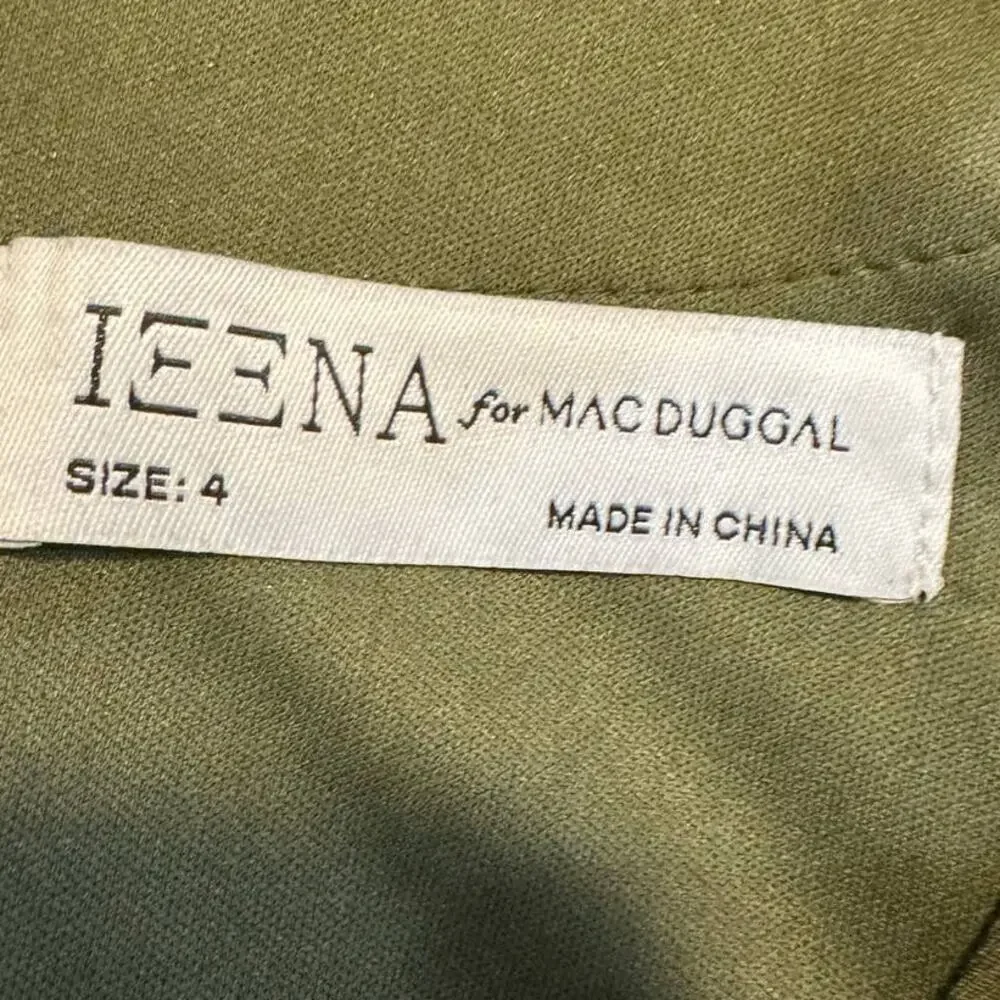 IEENA for MAC DUGGAL
SIZE: 4
MADE IN CHINA